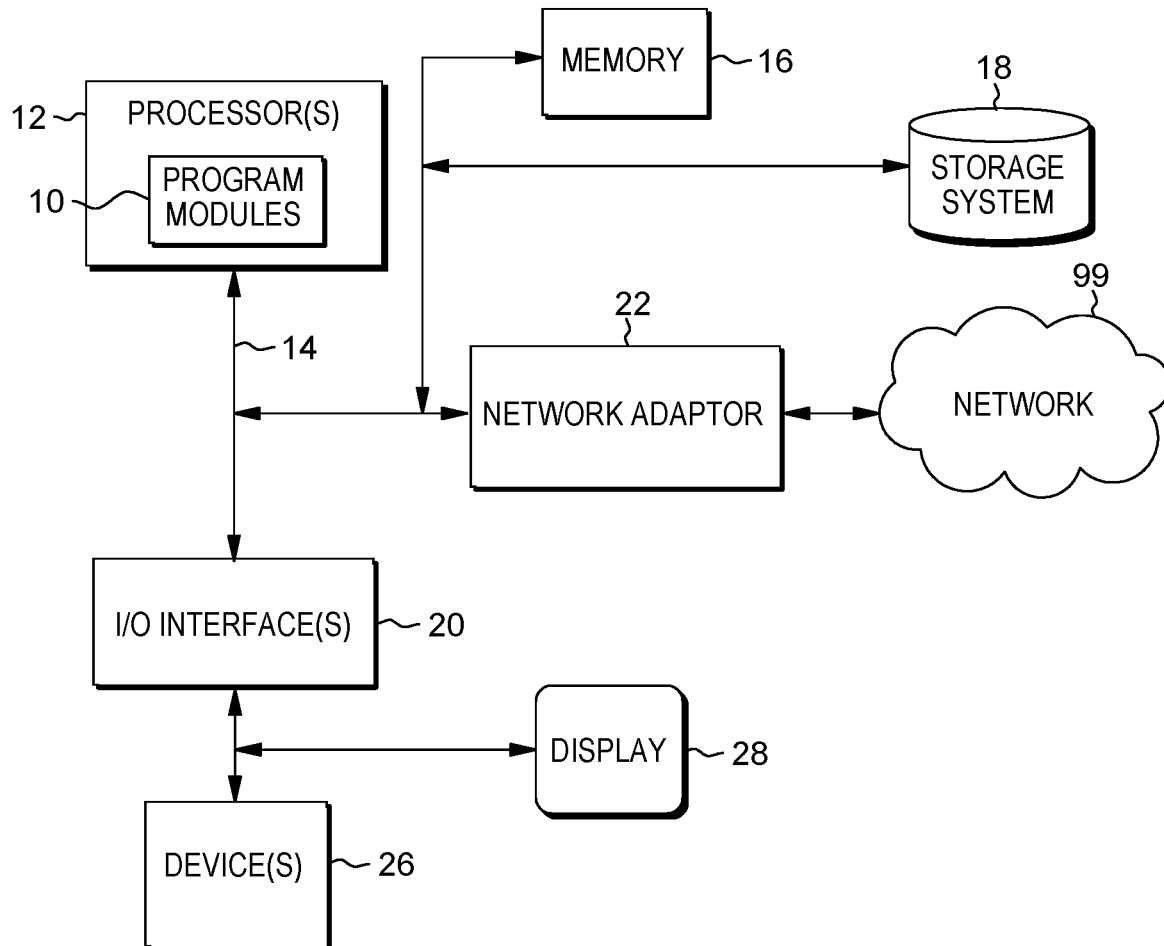 MEMORY
16
18
12
PROCESSOR(S)
STORAGE
SYSTEM
10
PROGRAM
MODULES
99
22
14
NETWORK ADAPTOR
NETWORK
I/O INTERFACE(S)
20
DISPLAY
28
DEVICE(S)
26